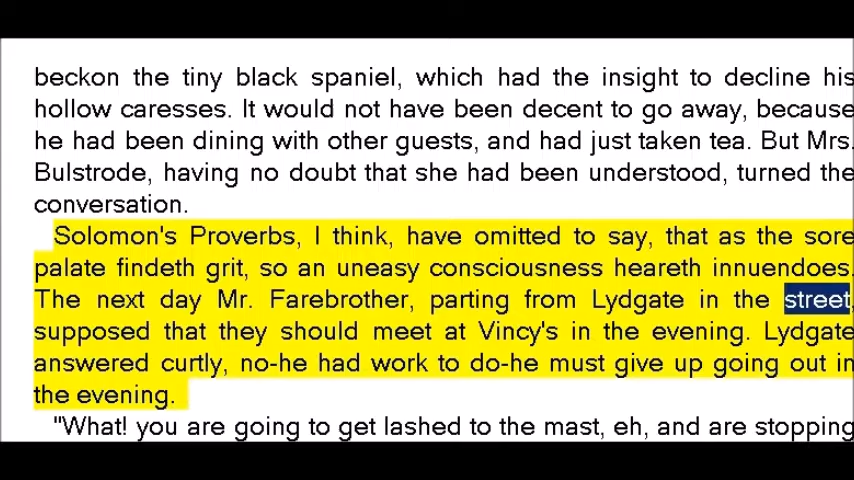 beckon the tiny black spaniel, which had the insight to decline his
hollow caresses. It would not have been decent to go away, because
he had been dining with other guests, and had just taken tea. But Mrs.
Bulstrode, having no doubt that she had been understood, turned the
conversation.
Solomon's Proverbs, I think, have omitted to say, that as the sore
palate findeth grit, so an uneasy consciousness heareth innuendoes.
The next day Mr. Farebrother, parting from Lydgate in the street,
supposed that they should meet at Vincy's in the evening. Lydgate
answered curtly, no-he had work to do-he must give up going out in
the evening.
"What! you are going to get lashed to the mast, eh, and are stopping